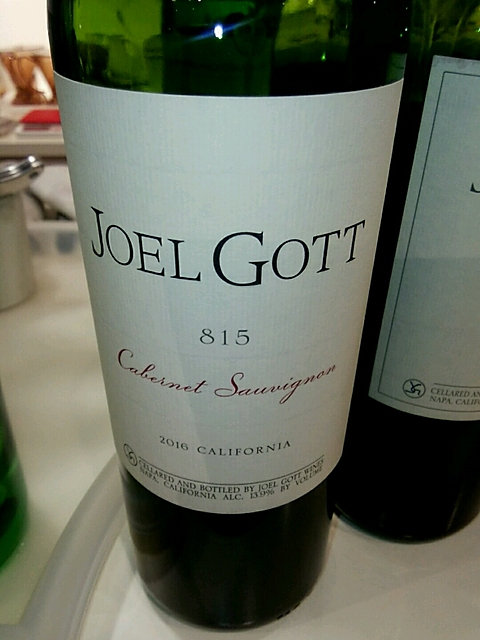 JOEL GOTT
815
Cabernet Sauvignon
2016 CALIFORNIA
CELLARED AND BOTTLED BY JOEL GOTT WINES
NAPA, CALIFORNIA ALC. 13.9% BY VOLUME
CELLARED AN
NAPA, CALIF